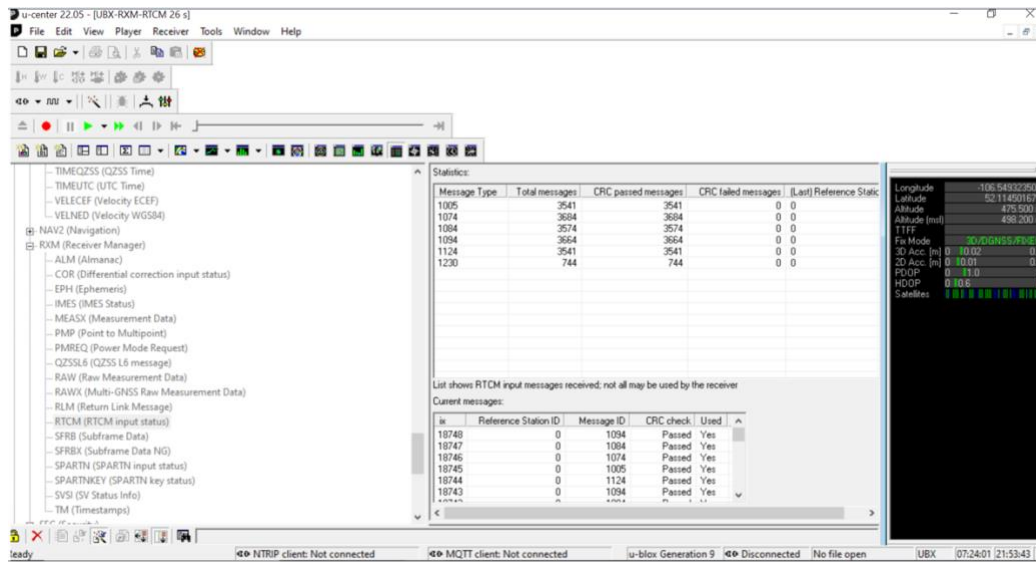 u-center 22.05 - [UBX-RXM-RTCM 26 s]
File Edit View Player Receiver Tools Window Help
TIMEQZSS (QZSS Time)
TIMEUTC (UTC Time)
VELECEF (Velocity ECEF)
VELNED (Velocity WGS84)
NAV2 (Navigation)
RXM (Receiver Manager)
ALM (Almanac)
COR (Differential correction input status)
EPH (Ephemeris)
IMES (IMES Status)
MEASX (Measurement Data)
PMP (Point to Multipoint)
PMREQ (Power Mode Request)
QZSSL6 (QZSS L6 message)
RAW (Raw Measurement Data)
RAWX (Multi-GNSS Raw Measurement Data)
RLM (Return Link Message)
RTCM (RTCM input status)
SFRB (Subframe Data)
SFRBX (Subframe Data NG)
SPARTN (SPARTN input status)
SPARTNKEY (SPARTN key status)
SVSI (SV Status Info)
TM (Timestamps)
Statistics:
Message Type Total messages CRC passed messages CRC failed messages (Last) Reference Static
1005 3541 3541 0 0
1074 3684 3684 0 0
1084 3574 3574 0 0
1094 3664 3664 0 0
1124 3541 3541 0 0
1230 744 744 0 0
List shows RTCM input messages received; not all may be used by the receiver
Current messages:
ix Reference Station ID Message ID CRC check Used
18748 0 1094 Passed Yes
18747 0 1084 Passed Yes
18746 0 1074 Passed Yes
18745 0 1005 Passed Yes
18744 0 1124 Passed Yes
18743 0 1094 Passed Yes
Longitude -106.54932350
Latitude 52.11450167
Altitude 475.500
Altitude (msl) 498.200
TTFF
Fix Mode 3D/DGNSS/FIXE
3D Acc. [m] 0 0.02 0
2D Acc. [m] 0 0.01 0
PDOP 0 1.0
HDOP 0 0.6
Satellites
eady NTRIP client: Not connected MQTT client: Not connected u-blox Generation 9 Disconnected No file open UBX 07:24:01 21:53:43